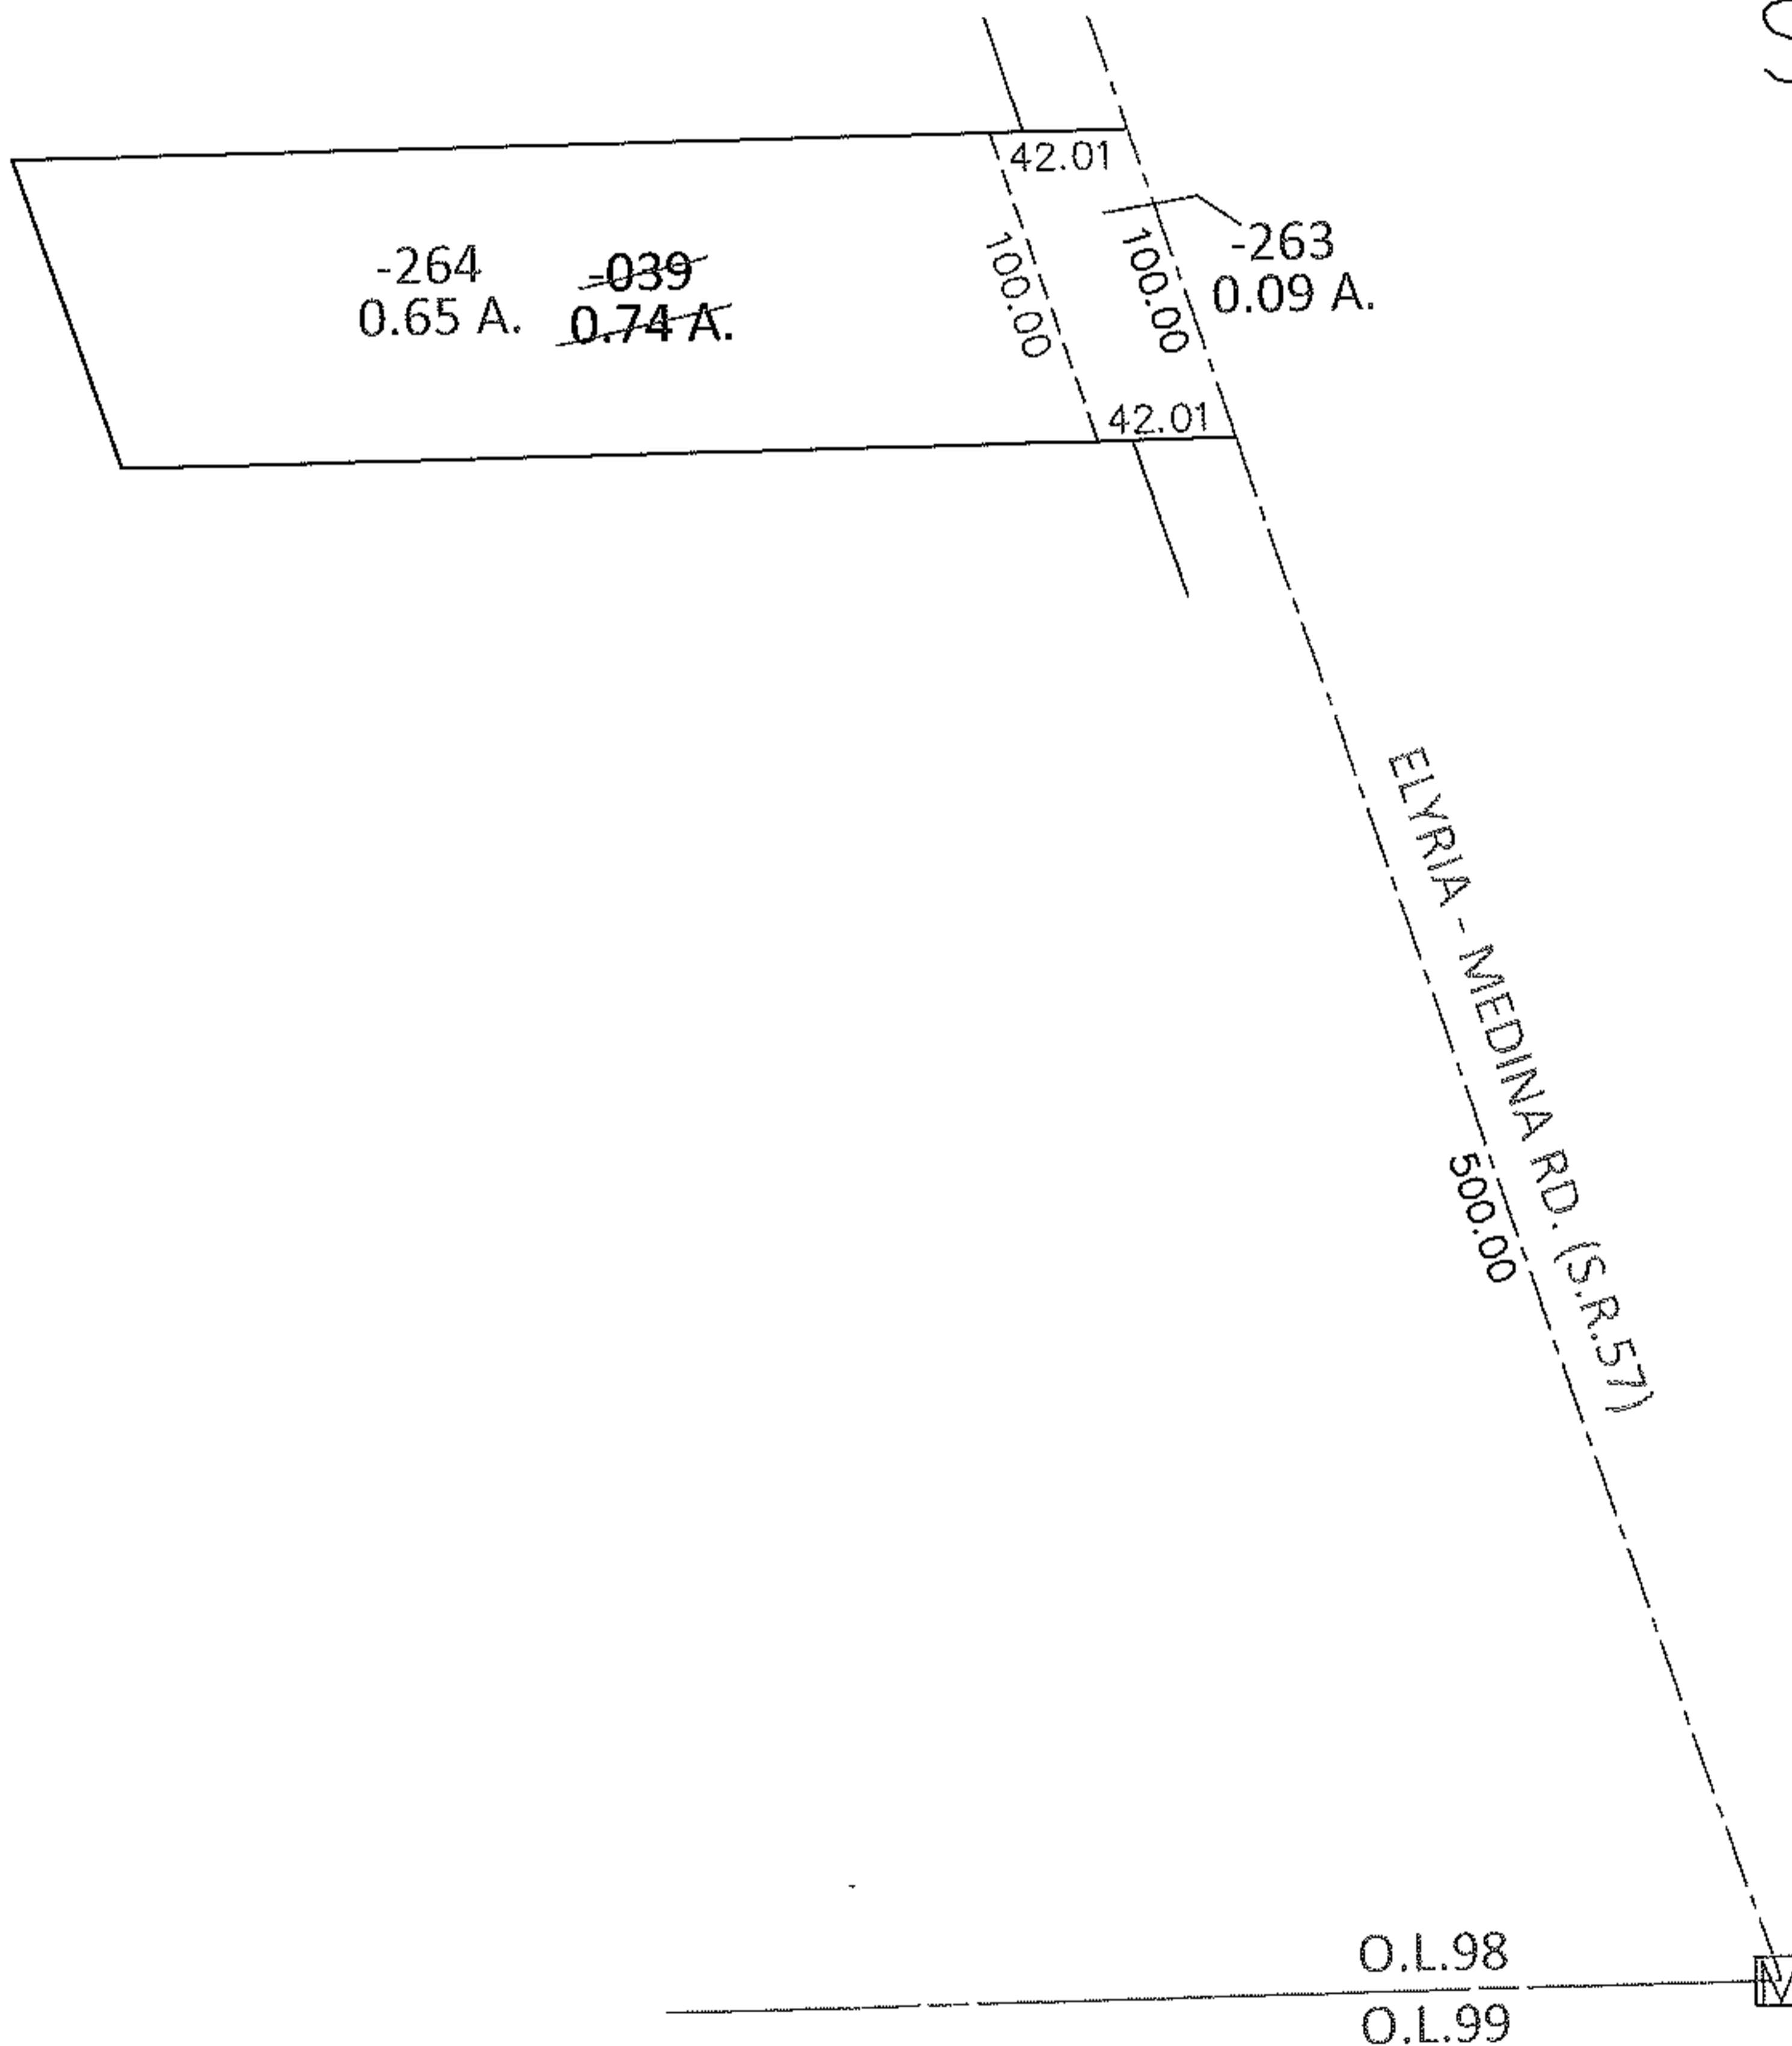 42.01
-263
0.09 A.
-264
0.65 A.
-039
0.74 A.
100.00
100.00
42.01
ELYRIA - MEDINA RD. (S.R.57)
500.00
O.L.98
O.L.99
M